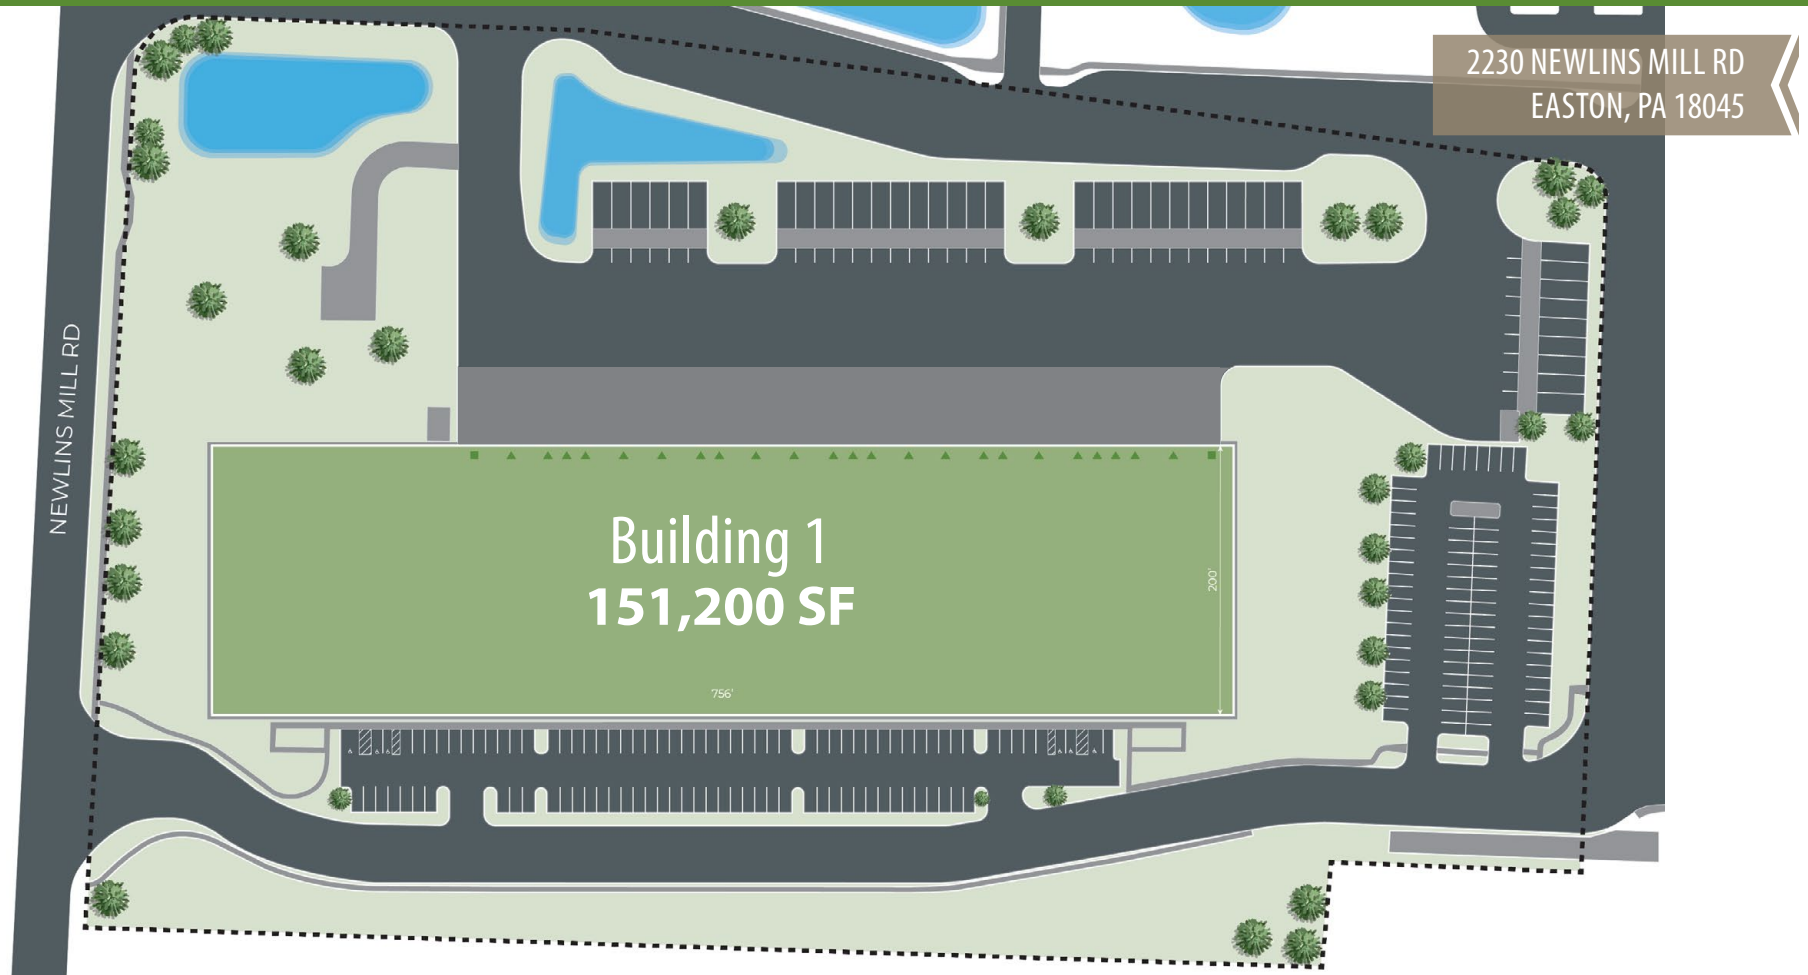 2230 NEWLINS MILL RD
EASTON, PA 18045
NEWLINS MILL RD
Building 1
151,200 SF
200'
756'